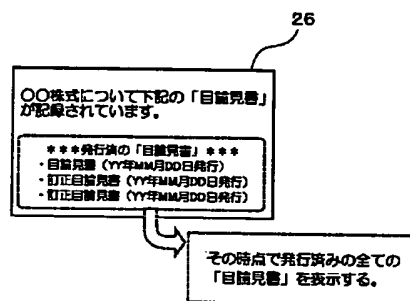 26
〇〇株式について下記の「目論見書」
が記録されています。
＊＊＊発行済の「目論見書」＊＊＊
・目論見書（YY年MM月DD日発行）
・訂正目論見書（YY年MM月DD日発行）
・訂正目論見書（YY年MM月DD日発行）
その時点で発行済みの全ての
「目論見書」を表示する。